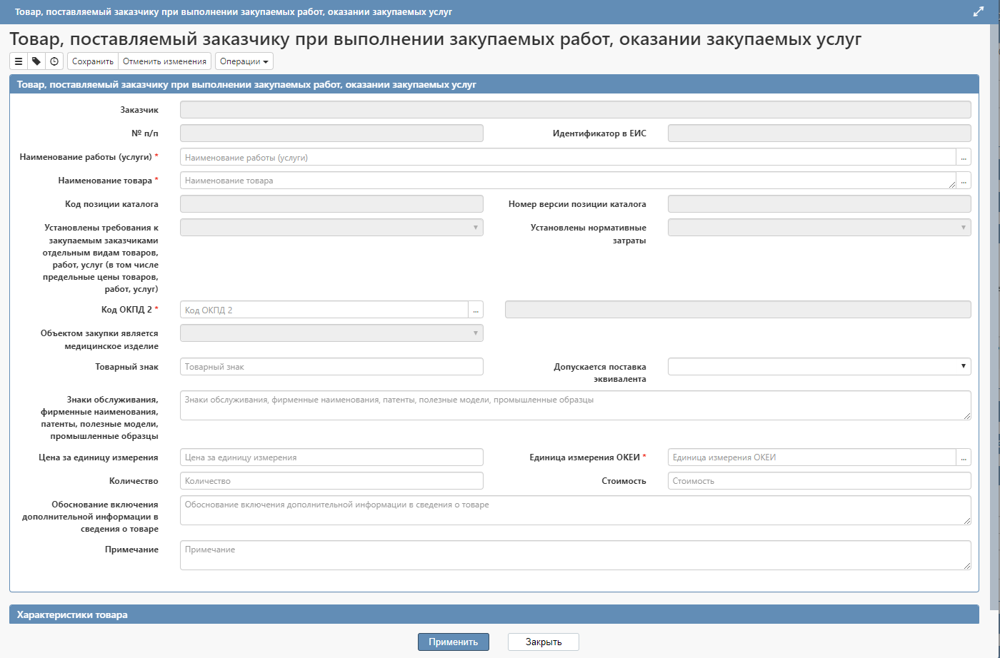 Товар, поставляемый заказчику при выполнении закупаемых работ, оказании закупаемых услуг
Товар, поставляемый заказчику при выполнении закупаемых работ, оказании закупаемых услуг
Сохранить Отменить изменения Операции
Товар, поставляемый заказчику при выполнении закупаемых работ, оказании закупаемых услуг
Заказчик
№ п/п Идентификатор в ЕИС
Наименование работы (услуги) * Наименование работы (услуги) ...
Наименование товара * Наименование товара ...
Код позиции каталога Номер версии позиции каталога
Установлены требования к
закупаемым заказчиками
отдельным видам товаров,
работ, услуг (в том числе
предельные цены товаров,
работ, услуг)
Установлены нормативные
затраты
Код ОКПД 2 * Код ОКПД 2 ...
Объектом закупки является
медицинское изделие
Товарный знак Товарный знак
Допускается поставка
эквивалента
Знаки обслуживания,
фирменные наименования,
патенты, полезные модели,
промышленные образцы
Знаки обслуживания, фирменные наименования, патенты, полезные модели, промышленные образцы
Цена за единицу измерения Цена за единицу измерения Единица измерения ОКЕИ * Единица измерения ОКЕИ ...
Количество Количество Стоимость Стоимость
Обоснование включения
дополнительной информации в
сведения о товаре
Обоснование включения дополнительной информации в сведения о товаре
Примечание Примечание
Характеристики товара
Применить Закрыть